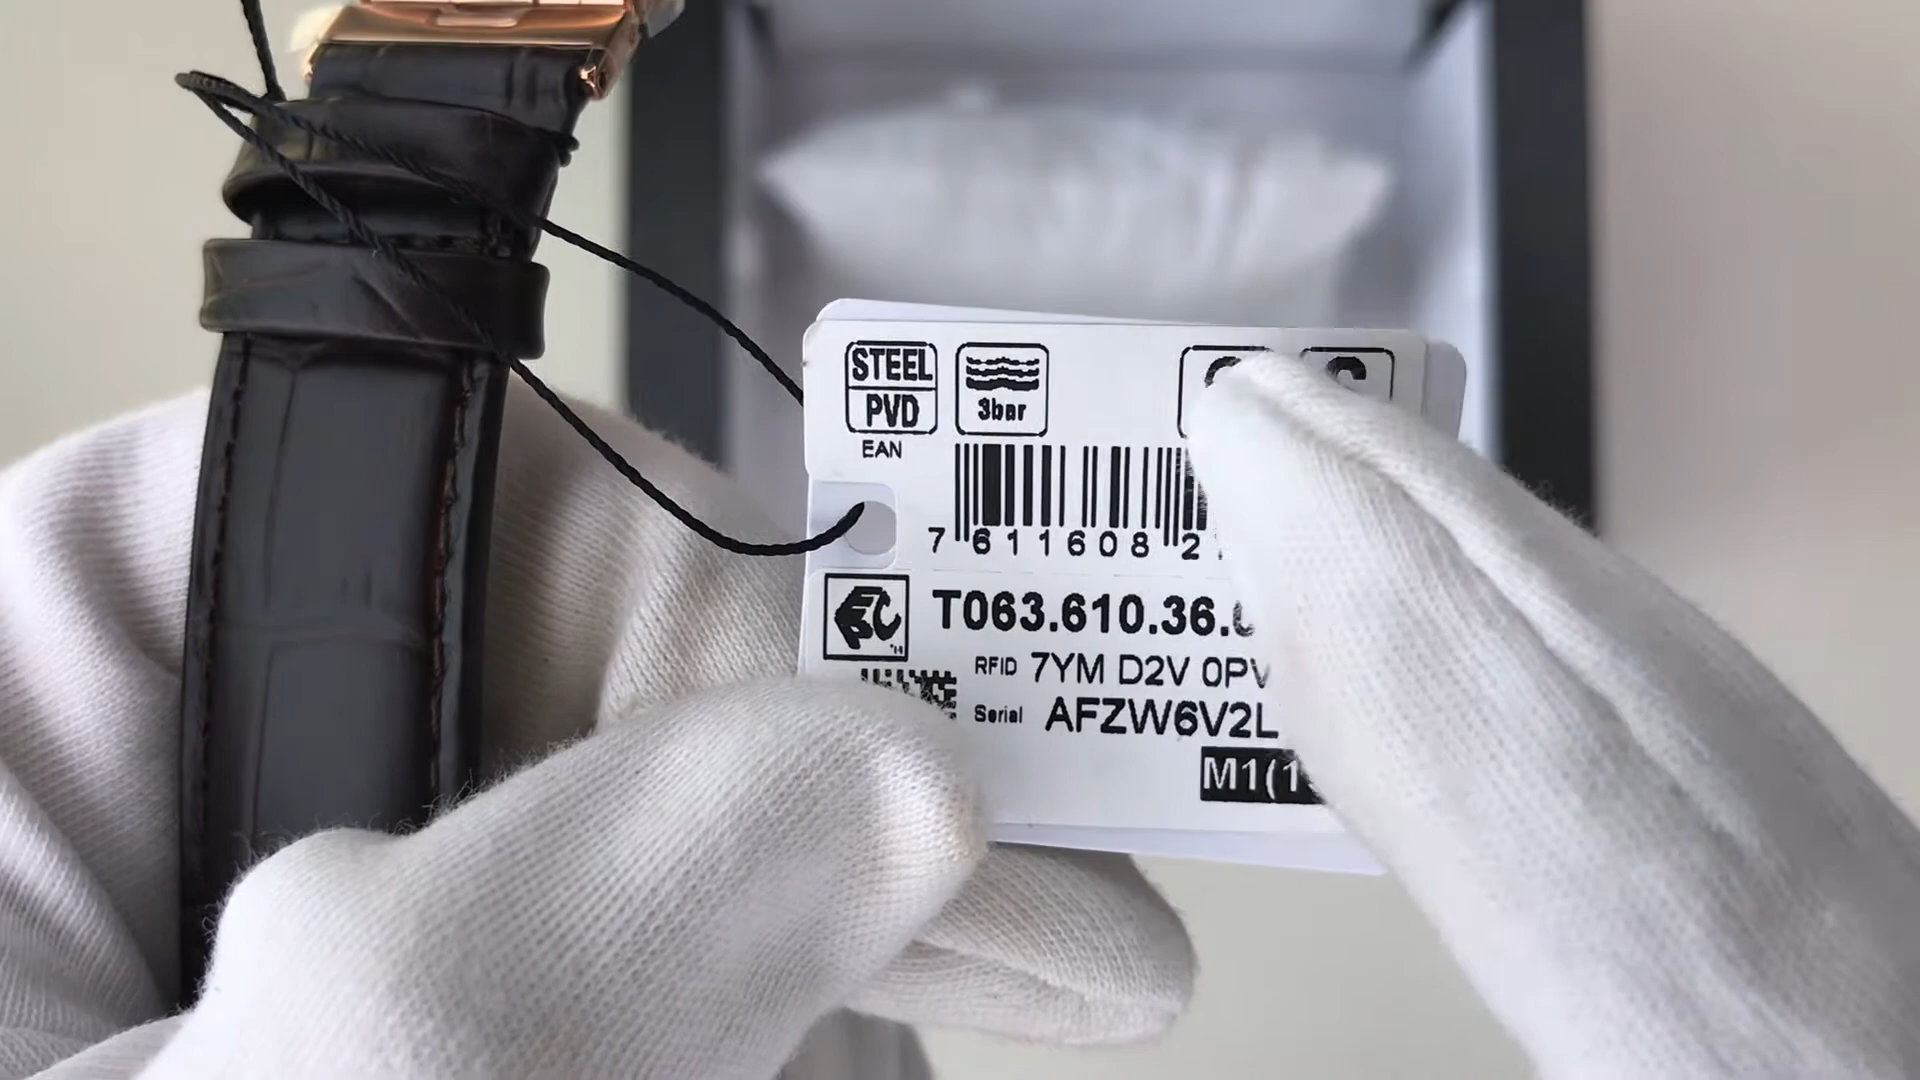 STEEL
PVD
3bar
EAN
7 611608 2
T063.610.36.
RFID 7YM D2V 0PV
Serial AFZW6V2L
M1(1